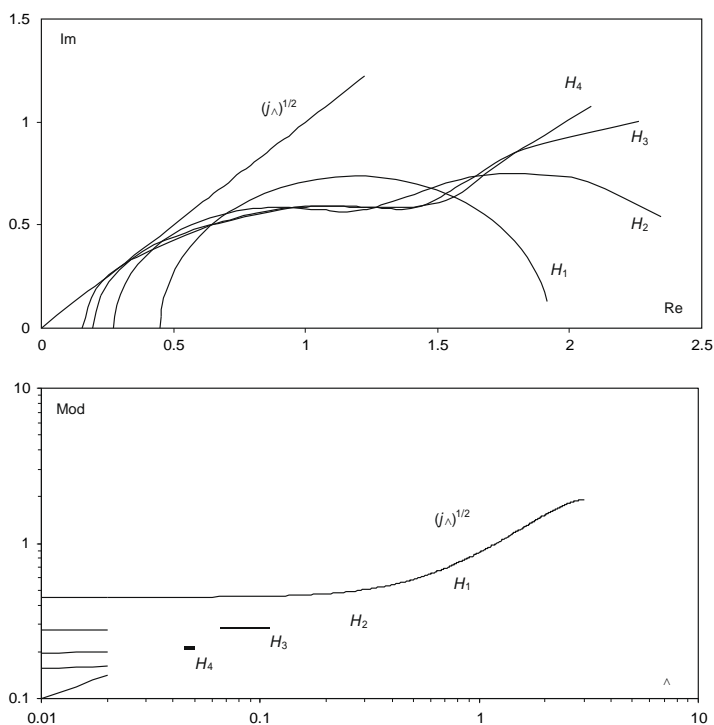 1.5
Im
H₄
(j^)^1/2
1
H₃
0.5
H₂
H₁
Re
0
0 0.5 1 1.5 2 2.5
10
Mod
(j^)^1/2
1
H₁
H₂
H₃
H₄
^
0.1
0.01 0.1 1 10